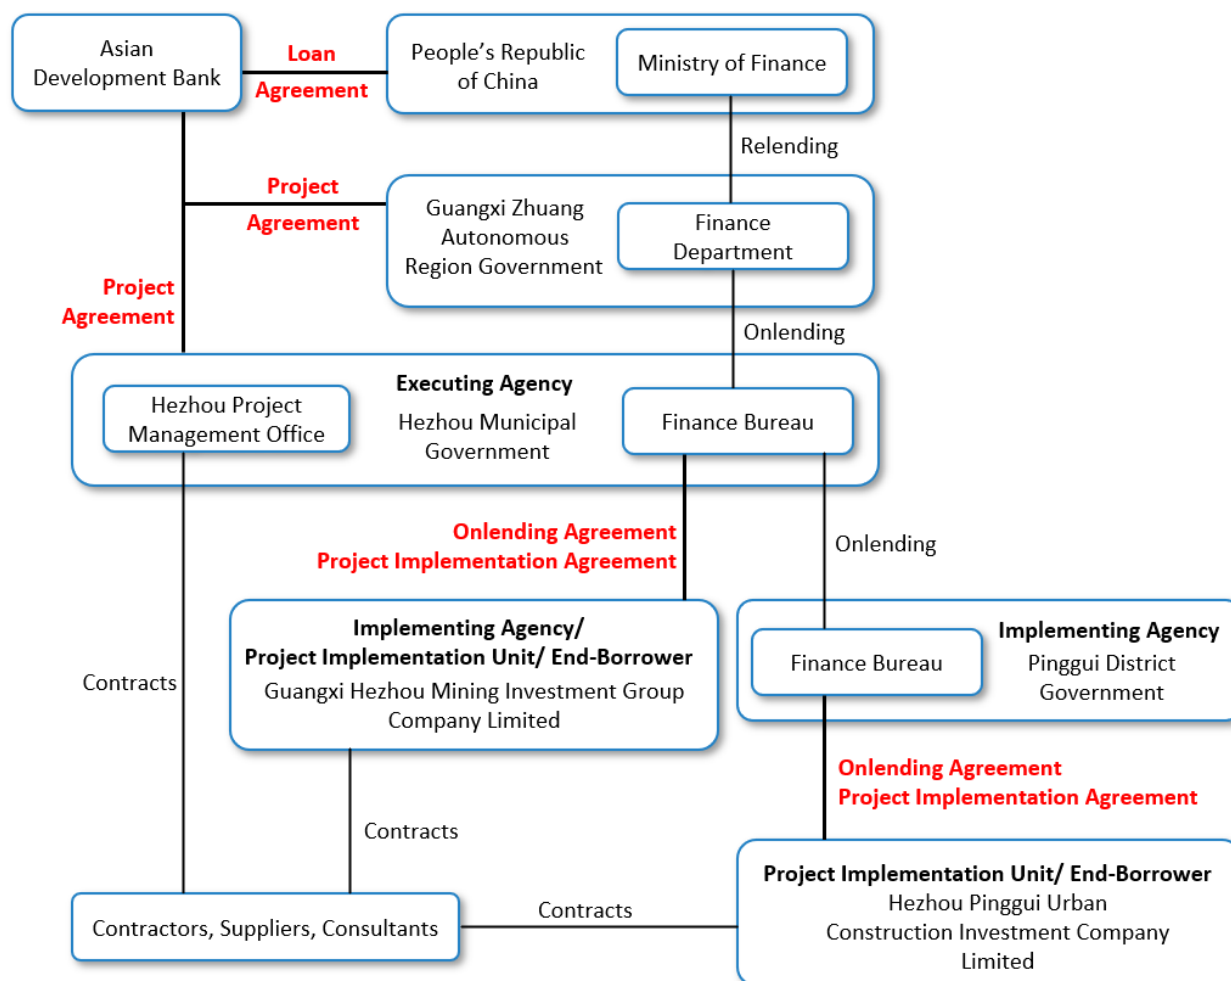 Asian
Development Bank
Loan
Agreement
People's Republic
of China
Ministry of Finance
Relending
Project
Agreement
Guangxi Zhuang
Autonomous
Region Government
Finance
Department
Project
Agreement
Onlending
Executing Agency
Hezhou Project
Management Office
Hezhou Municipal
Government
Finance Bureau
Onlending Agreement
Project Implementation Agreement
Onlending
Implementing Agency/
Project Implementation Unit/ End-Borrower
Guangxi Hezhou Mining Investment Group
Company Limited
Finance Bureau
Implementing Agency
Pinggui District
Government
Contracts
Onlending Agreement
Project Implementation Agreement
Contracts
Project Implementation Unit/ End-Borrower
Hezhou Pinggui Urban
Construction Investment Company
Limited
Contracts
Contractors, Suppliers, Consultants